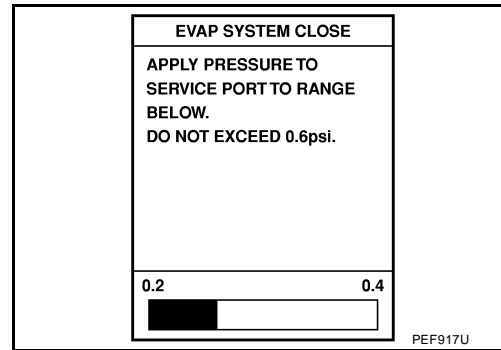 EVAP SYSTEM CLOSE
APPLY PRESSURE TO
SERVICE PORT TO RANGE
BELOW.
DO NOT EXCEED 0.6psi.
0.2 0.4
PEF917U